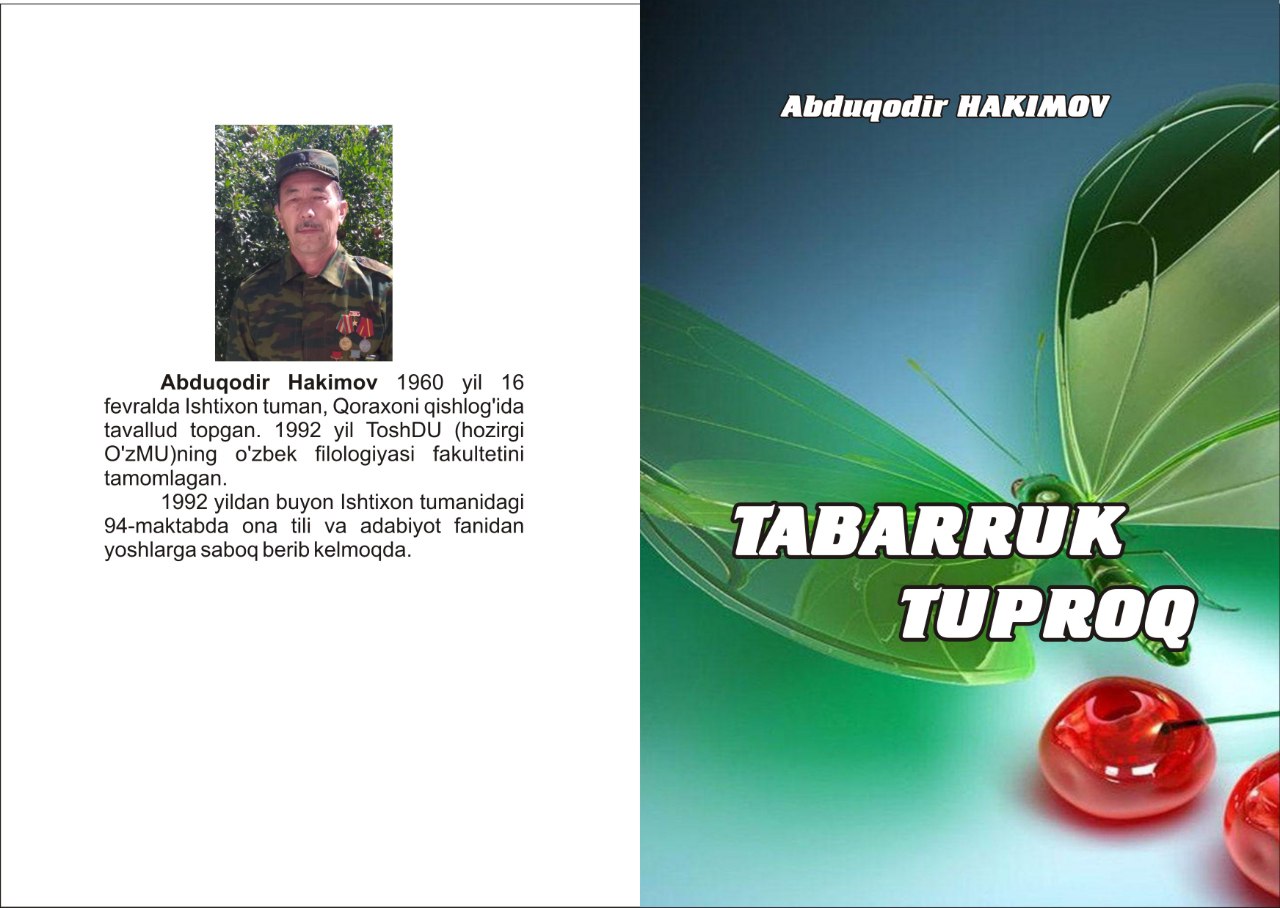 Abduqodir Hakimov 1960 yil 16
fevralda Ishtixon tuman, Qoraxoni qishlog'ida
tavallud topgan. 1992 yil ToshDU (hozirgi
O'zMU)ning o'zbek filologiyasi fakultetini
tamomlagan.
1992 yildan buyon Ishtixon tumanidagi
94-maktabda ona tili va adabiyot fanidan
yoshlarga saboq berib kelmoqda.
Abduqodir HAKIMOV
TABARRUK
TUPROQ